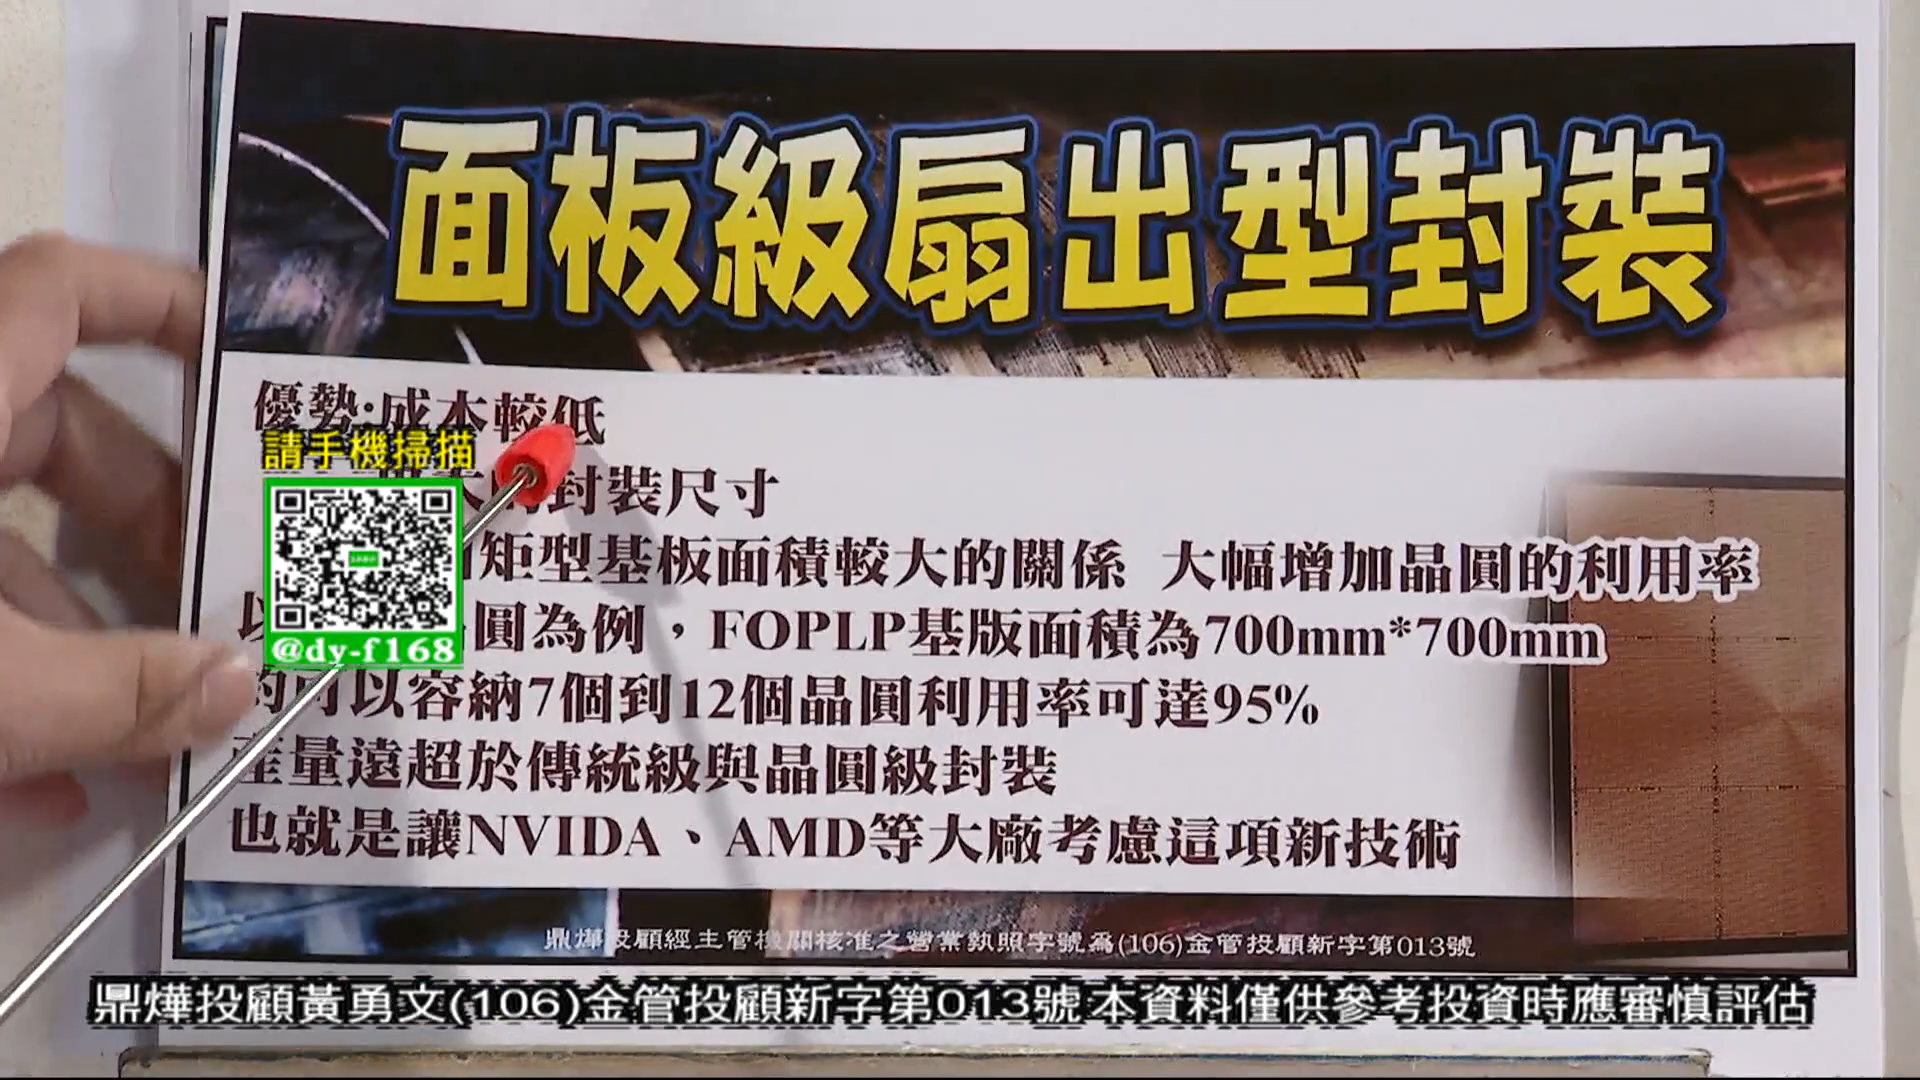 面板級扇出型封裝
優勢:成本較低
請手機掃描
封裝尺寸
矩型基板面積較大的關係 大幅增加晶圓的利用率
圓為例，FOPLP基版面積為700mm*700mm
@dy-f168
約可以容納7個到12個晶圓利用率可達95%
產量遠超於傳統級與晶圓級封裝
也就是讓NVIDA、AMD等大廠考慮這項新技術
鼎燁投顧經主管機關核准之營業執照字號為(106)金管投顧新字第013號
鼎燁投顧黃勇文(106)金管投顧新字第013號本資料僅供參考投資時應審慎評估